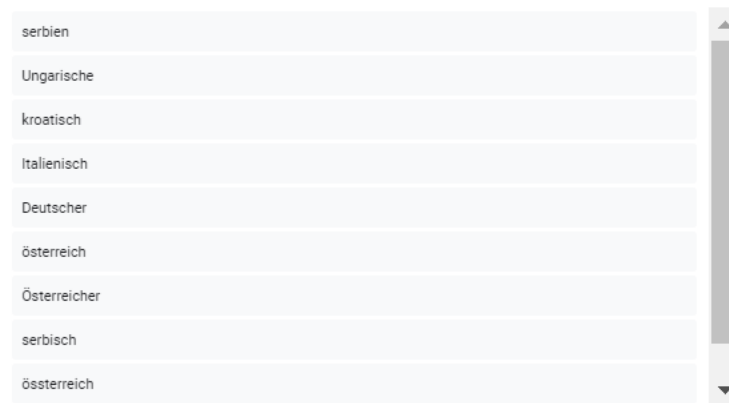 serbien
Ungarische
kroatisch
Italienisch
Deutscher
österreich
Österreicher
serbisch
össterreich